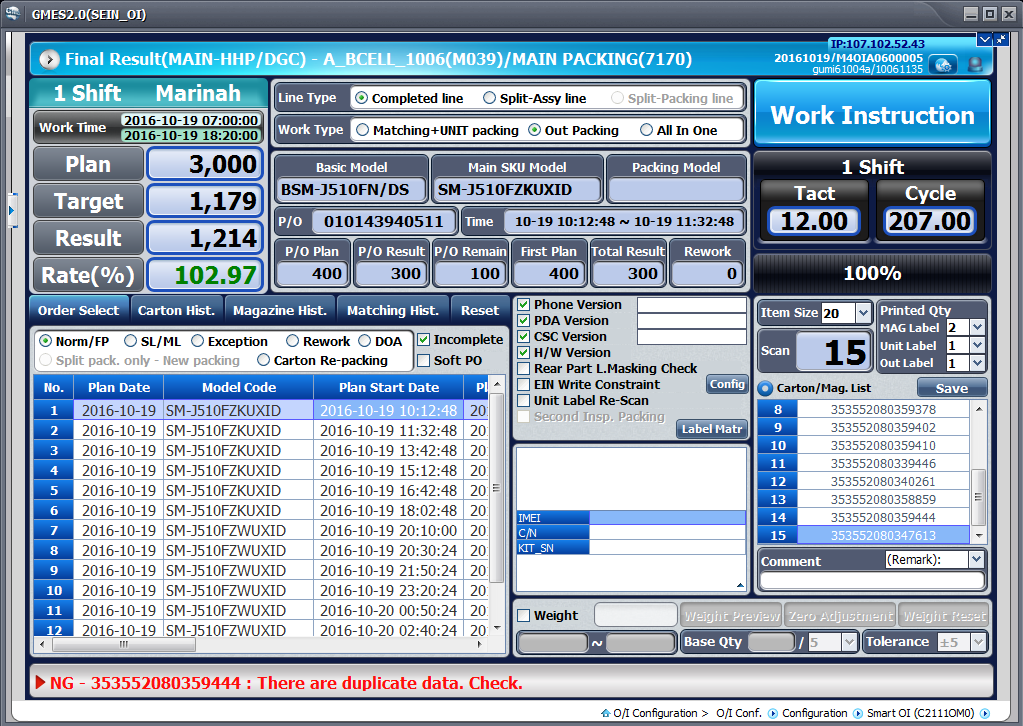 GMES2.0(SEIN_OI)
Final Result(MAIN-HHP/DGC) - A_BCELL_1006(M039)/MAIN PACKING(7170)
IP:107.102.52.43
20161019/M4OIA0600005
gumi61004a/10061135
1 Shift Marinah
Work Time 2016-10-19 07:00:00
2016-10-19 18:20:00
Plan 3,000
Target 1,179
Result 1,214
Rate(%) 102.97
Line Type Completed line Split-Assy line Split-Packing line
Work Type Matching+UNIT packing Out Packing All In One
Basic Model Main SKU Model Packing Model
BSM-J510FN/DS SM-J510FZKUXID
P/O 010143940511 Time 10-19 10:12:48 ~ 10-19 11:32:48
P/O Plan P/O Result P/O Remain First Plan Total Result Rework
400 300 100 400 300 0
Work Instruction
1 Shift
Tact Cycle
12.00 207.00
100%
Order Select Carton Hist. Magazine Hist. Matching Hist. Reset
Norm/FP SL/ML Exception Rework DOA Incomplete
Split pack. only - New packing Carton Re-packing Soft PO
No. Plan Date Model Code Plan Start Date Pl
1 2016-10-19 SM-J510FZKUXID 2016-10-19 10:12:48 20
2 2016-10-19 SM-J510FZKUXID 2016-10-19 11:32:48 20
3 2016-10-19 SM-J510FZKUXID 2016-10-19 13:42:48 20
4 2016-10-19 SM-J510FZKUXID 2016-10-19 15:12:48 20
5 2016-10-19 SM-J510FZKUXID 2016-10-19 16:42:48 20
6 2016-10-19 SM-J510FZKUXID 2016-10-19 18:02:48 20
7 2016-10-19 SM-J510FZWUXID 2016-10-19 20:10:00 20
8 2016-10-19 SM-J510FZWUXID 2016-10-19 20:30:24 20
9 2016-10-19 SM-J510FZWUXID 2016-10-19 21:50:24 20
10 2016-10-19 SM-J510FZWUXID 2016-10-19 23:20:24 20
11 2016-10-19 SM-J510FZWUXID 2016-10-20 00:50:24 20
12 2016-10-19 SM-J510FZWUXID 2016-10-20 02:40:24 20
Phone Version
PDA Version
CSC Version
H/W Version
Rear Part L.Masking Check
EIN Write Constraint Config
Unit Label Re-Scan
Second Insp. Packing
Label Matr
IMEI
C/N
KIT_SN
Item Size 20
Scan 15
Printed Qty
MAG Label 2
Unit Label 1
Out Label 1
Carton/Mag. List Save
8 353552080359378
9 353552080359402
10 353552080359410
11 353552080339446
12 353552080340261
13 353552080358859
14 353552080359444
15 353552080347613
Comment (Remark):
Weight Weight Preview Zero Adjustment Weight Reset
~ Base Qty / 5 Tolerance ±5
NG - 353552080359444 : There are duplicate data. Check.
O/I Configuration > O/I Conf. Configuration Smart OI (C2111OM0)